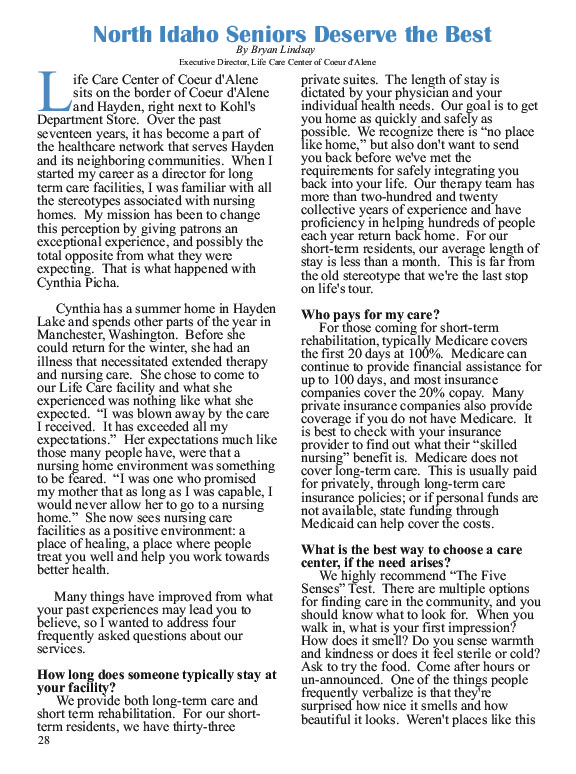 North Idaho Seniors Deserve the Best
By Bryan Lindsay
Executive Director, Life Care Center of Coeur d'Alene
Life Care Center of Coeur d'Alene
sits on the border of Coeur d'Alene
and Hayden, right next to Kohl's
Department Store.  Over the past
seventeen years, it has become a part of
the healthcare network that serves Hayden
and its neighboring communities.  When I
started my career as a director for long
term care facilities, I was familiar with all
the stereotypes associated with nursing
homes.  My mission has been to change
this perception by giving patrons an
exceptional experience, and possibly the
total opposite from what they were
expecting.  That is what happened with
Cynthia Picha.
Cynthia has a summer home in Hayden
Lake and spends other parts of the year in
Manchester, Washington.  Before she
could return for the winter, she had an
illness that necessitated extended therapy
and nursing care.  She chose to come to
our Life Care facility and what she
experienced was nothing like what she
expected.  “I was blown away by the care
I received.  It has exceeded all my
expectations.”  Her expectations much like
those many people have, were that a
nursing home environment was something
to be feared.  “I was one who promised
my mother that as long as I was capable, I
would never allow her to go to a nursing
home.”  She now sees nursing care
facilities as a positive environment: a
place of healing, a place where people
treat you well and help you work towards
better health.
Many things have improved from what
your past experiences may lead you to
believe, so I wanted to address four
frequently asked questions about our
services.
How long does someone typically stay at
your facility?
We provide both long-term care and
short term rehabilitation.  For our short-
term residents, we have thirty-three
private suites.  The length of stay is
dictated by your physician and your
individual health needs.  Our goal is to get
you home as quickly and safely as
possible.  We recognize there is “no place
like home,” but also don't want to send
you back before we've met the
requirements for safely integrating you
back into your life.  Our therapy team has
more than two-hundred and twenty
collective years of experience and have
proficiency in helping hundreds of people
each year return back home.  For our
short-term residents, our average length of
stay is less than a month.  This is far from
the old stereotype that we're the last stop
on life's tour.
Who pays for my care?
For those coming for short-term
rehabilitation, typically Medicare covers
the first 20 days at 100%.  Medicare can
continue to provide financial assistance for
up to 100 days, and most insurance
companies cover the 20% copay.  Many
private insurance companies also provide
coverage if you do not have Medicare.  It
is best to check with your insurance
provider to find out what their “skilled
nursing” benefit is.  Medicare does not
cover long-term care.  This is usually paid
for privately, through long-term care
insurance policies; or if personal funds are
not available, state funding through
Medicaid can help cover the costs.
What is the best way to choose a care
center, if the need arises?
We highly recommend “The Five
Senses” Test.  There are multiple options
for finding care in the community, and you
should know what to look for.  When you
walk in, what is your first impression?
How does it smell? Do you sense warmth
and kindness or does it feel sterile or cold?
Ask to try the food.  Come after hours or
un-announced.  One of the things people
frequently verbalize is that they're
surprised how nice it smells and how
beautiful it looks.  Weren't places like this
28